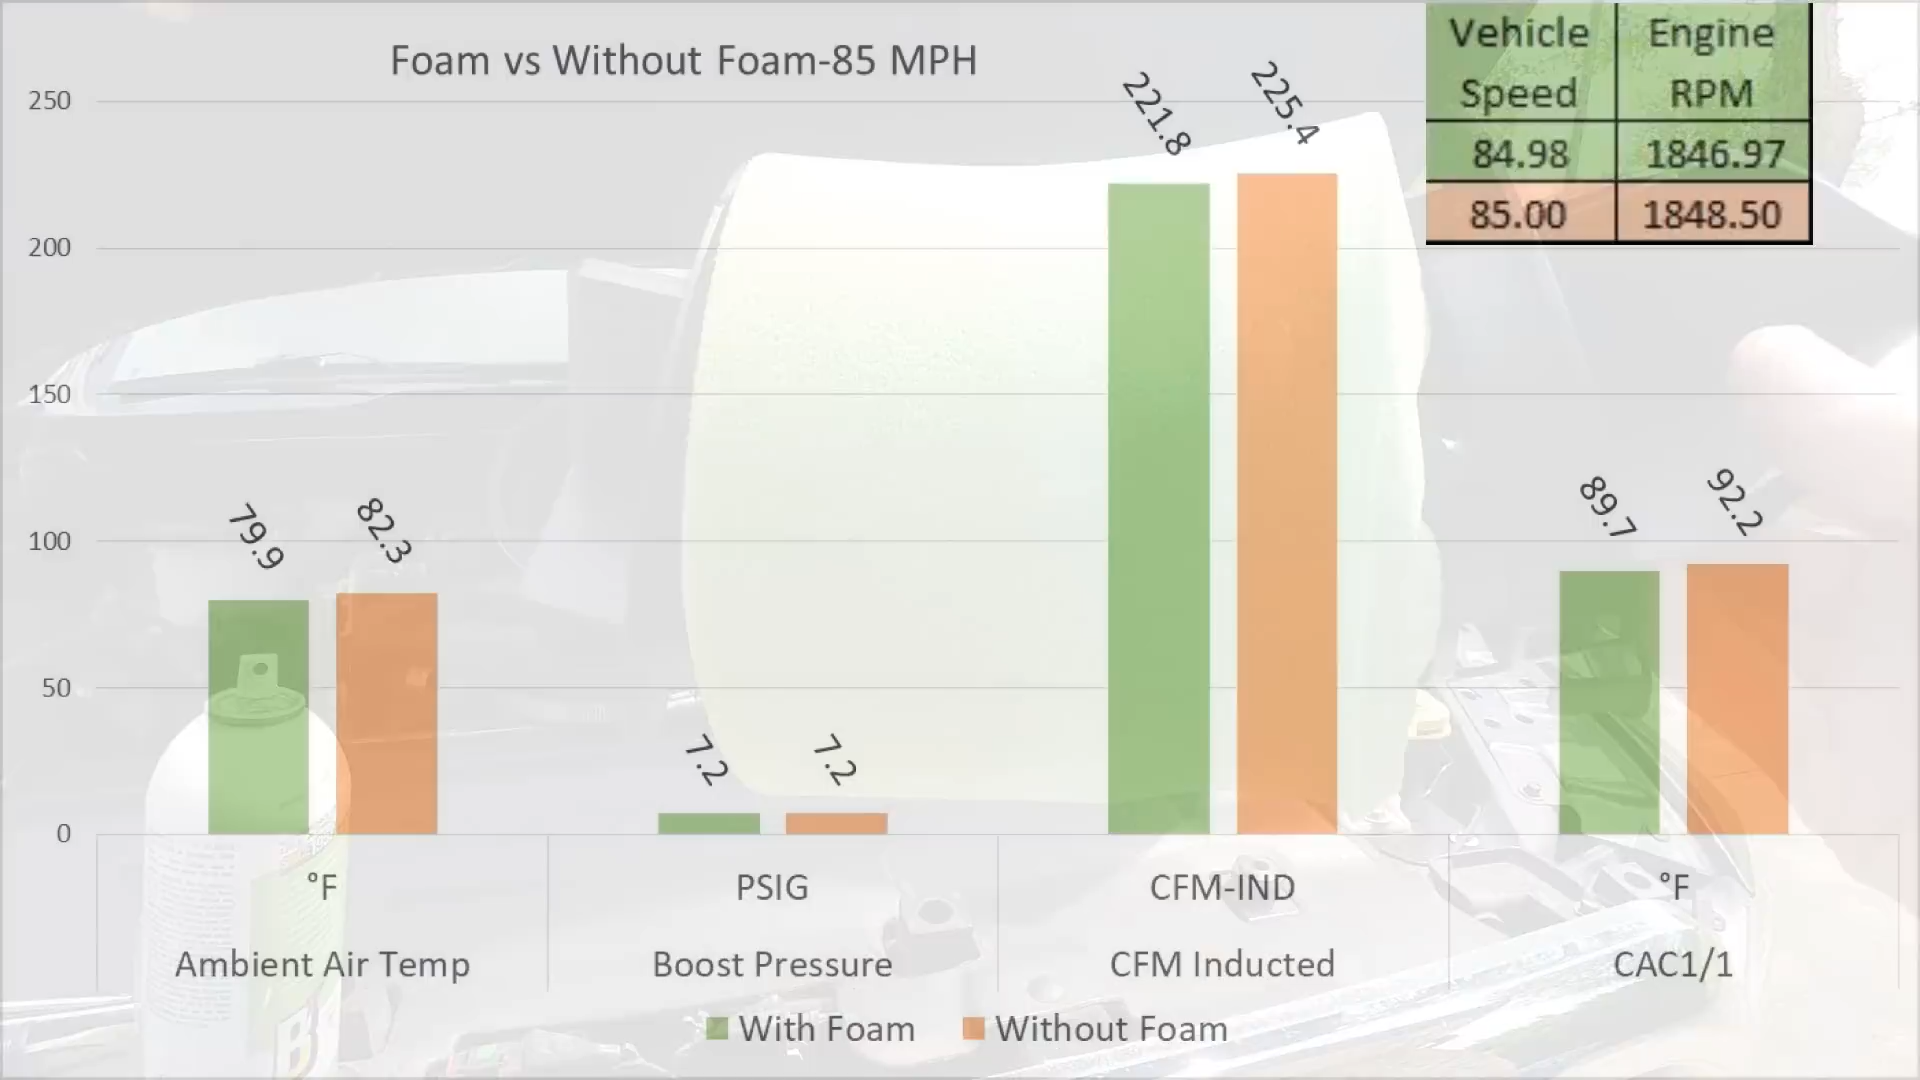 Foam vs Without Foam-85 MPH
Vehicle Speed
Engine RPM
84.98
1846.97
85.00
1848.50
250
200
150
100
50
0
79.9
82.3
7.2
7.2
221.8
225.4
89.7
92.2
°F
PSIG
CFM-IND
°F
Ambient Air Temp
Boost Pressure
CFM Inducted
CAC1/1
With Foam
Without Foam